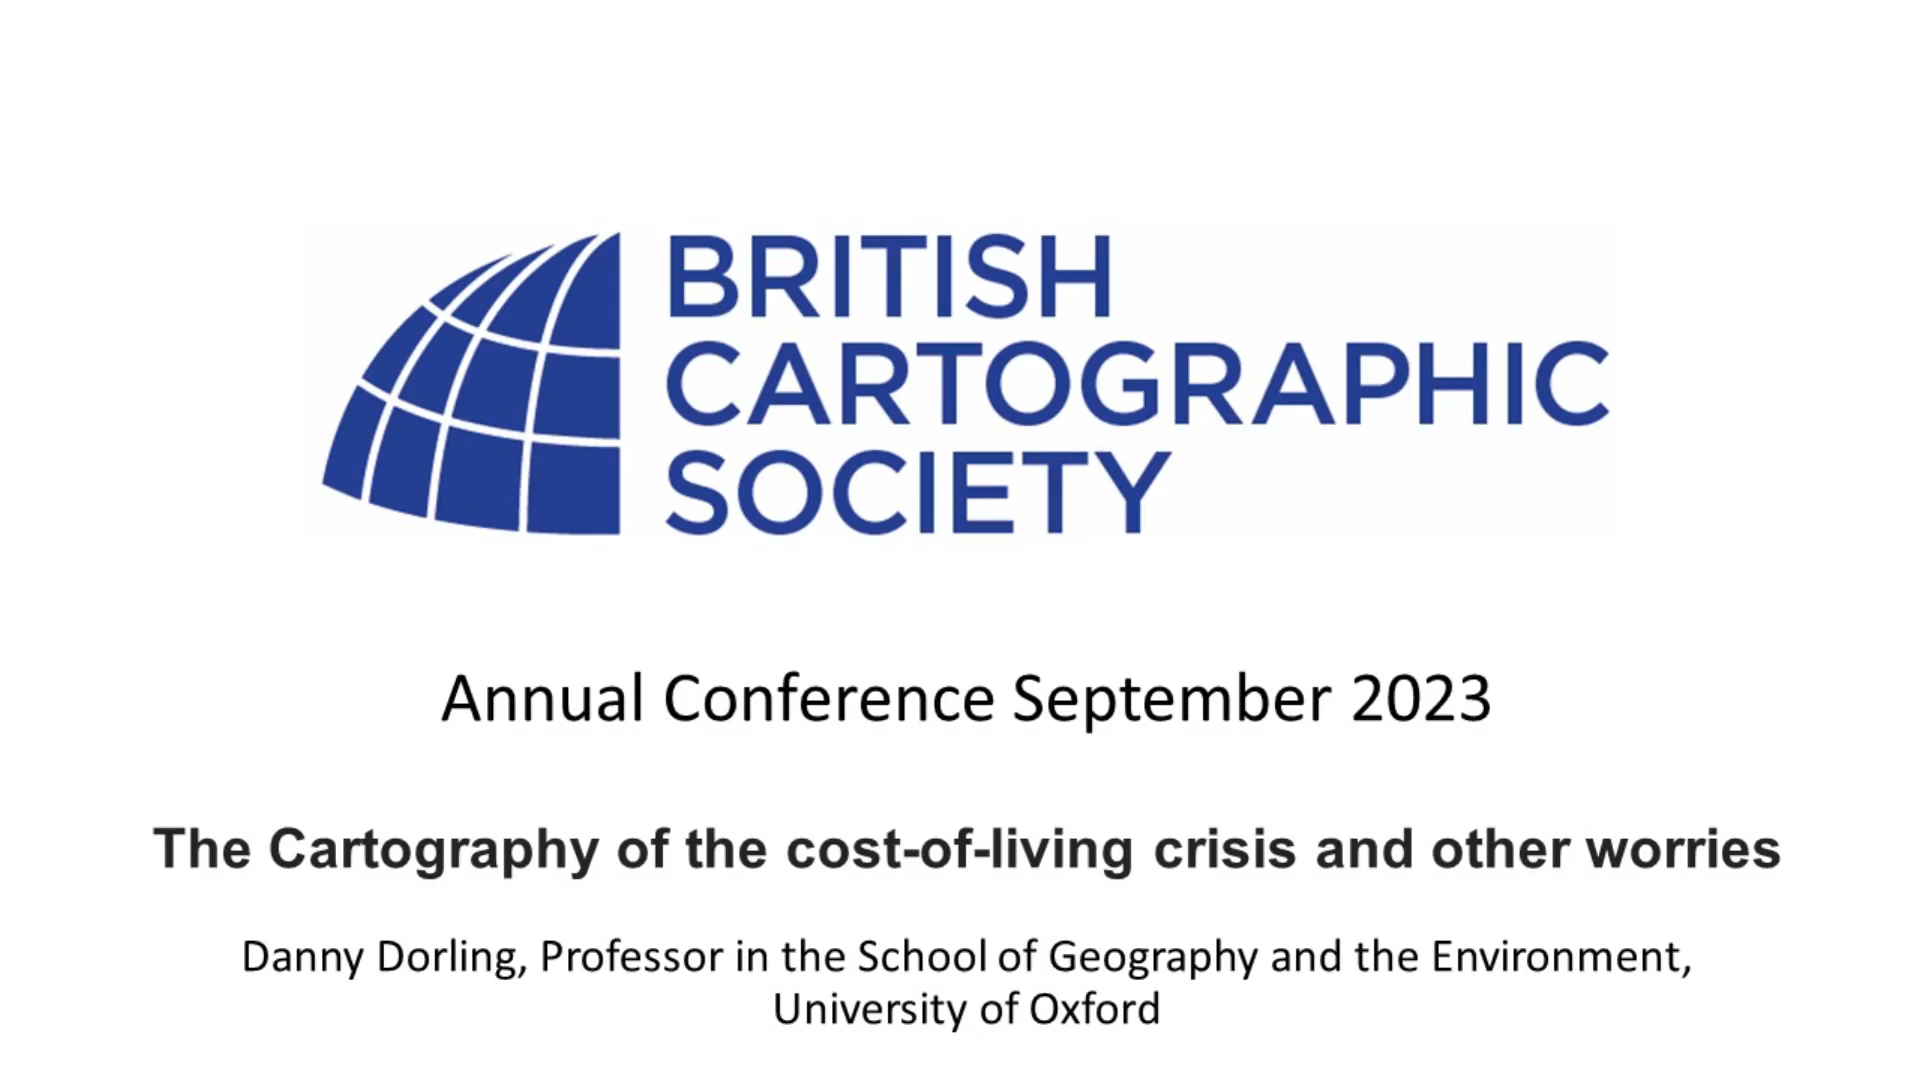 BRITISH
CARTOGRAPHIC
SOCIETY
Annual Conference September 2023
The Cartography of the cost-of-living crisis and other worries
Danny Dorling, Professor in the School of Geography and the Environment,
University of Oxford